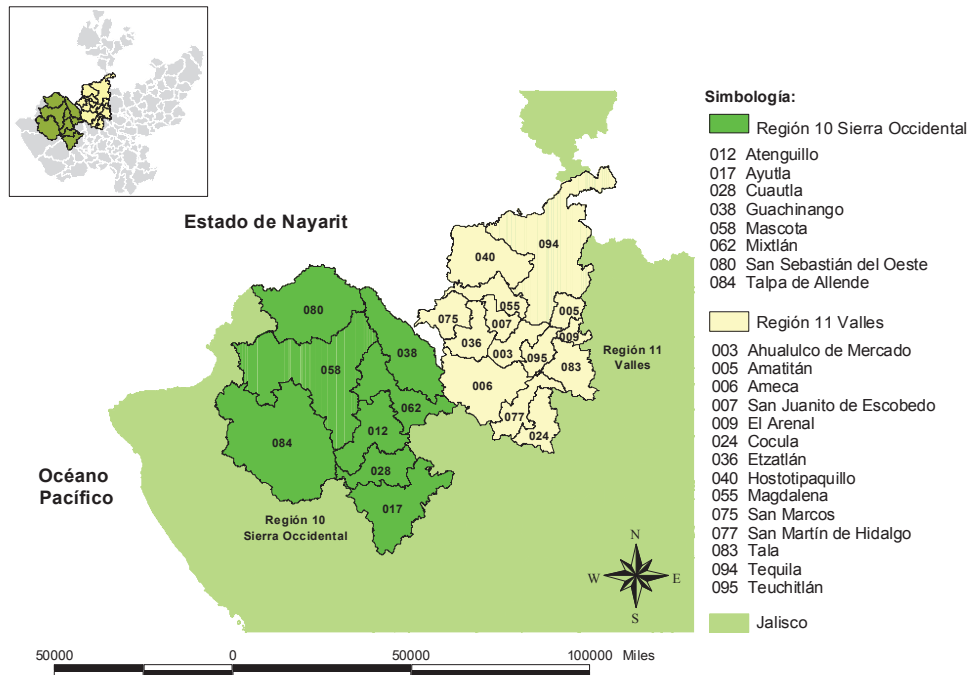 Simbología:
Región 10 Sierra Occidental
012 Atenguillo
017 Ayutla
028 Cuautla
038 Guachinango
058 Mascota
062 Mixtlán
080 San Sebastián del Oeste
084 Talpa de Allende
Región 11 Valles
003 Ahualulco de Mercado
005 Amatitán
006 Ameca
007 San Juanito de Escobedo
009 El Arenal
024 Cocula
036 Etzatlán
040 Hostotipaquillo
055 Magdalena
075 San Marcos
077 San Martín de Hidalgo
083 Tala
094 Tequila
095 Teuchitlán
Jalisco
Estado de Nayarit
094
040
055
005
075
007
009
080
036
003
095
038
083
Región 11
Valles
058
006
062
077
012
024
084
028
Océano
Pacífico
017
Región 10
Sierra Occidental
N
W
E
S
50000
0
50000
100000 Miles